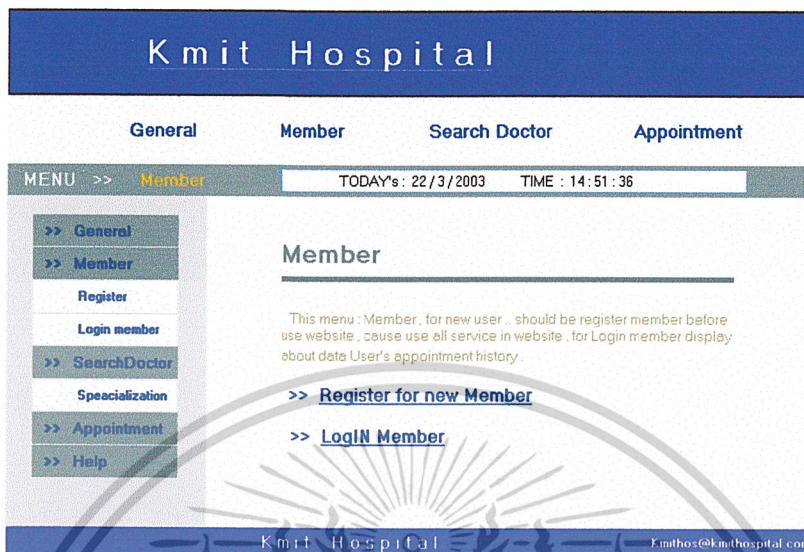 Kmit Hospital
General Member Search Doctor Appointment
MENU >> Member TODAY's : 22/3/2003 TIME : 14:51:36
>> General
>> Member
Register
Login member
>> SearchDoctor
Speacialization
>> Appointment
>> Help
Member
This menu : Member , for new user .. should be register member before
use website , cause use all service in website . for Login member display
about data User's appointment history .
>> Register for new Member
>> LogIN Member
Kmit Hospital Kmithos@kmithospital.com